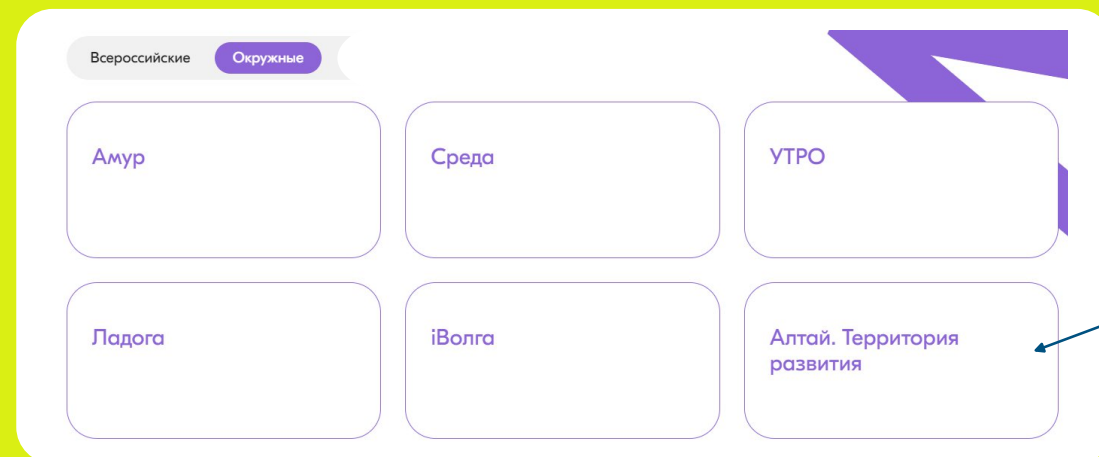 Всероссийские Окружные
Амур
Среда
УТРО
Ладога
iВолга
Алтай. Территория
развития